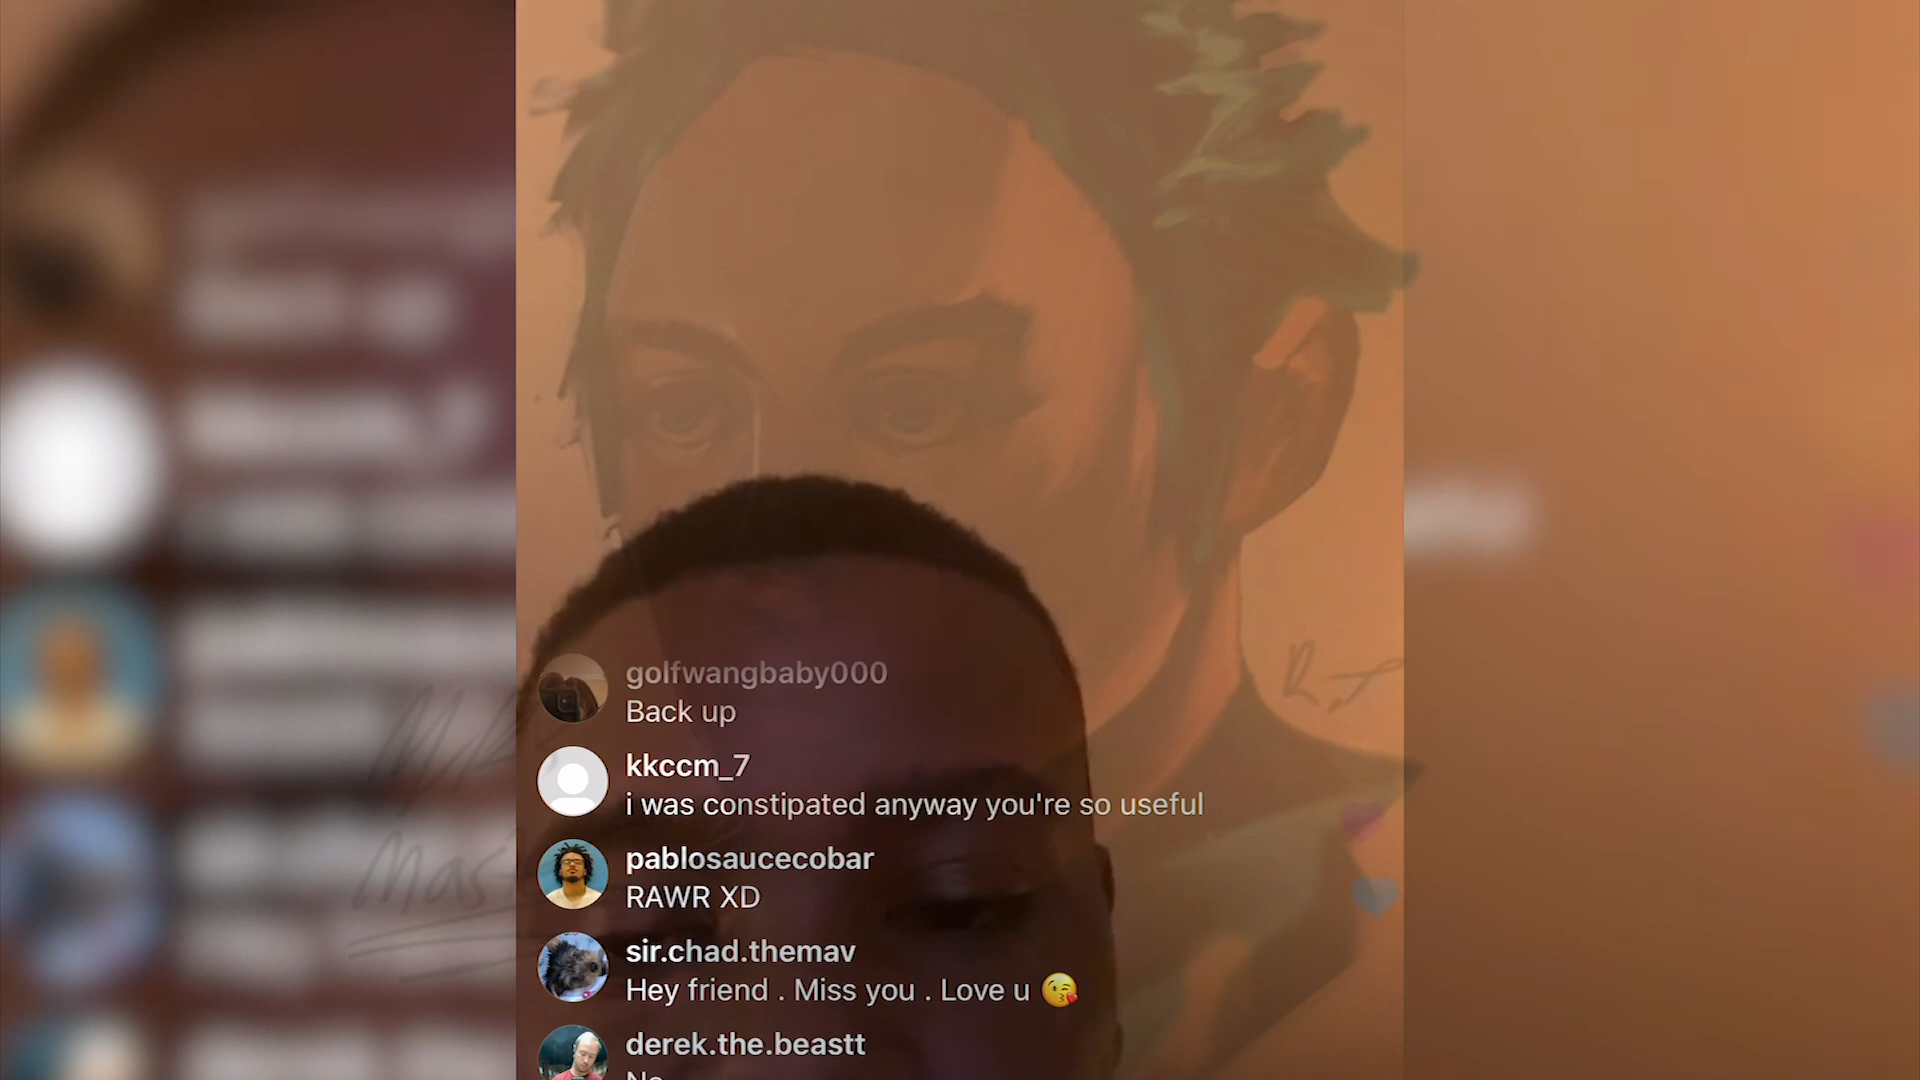 golfwangbaby000
Back up
kkccm_7
i was constipated anyway you're so useful
pablosaucecobar
RAWR XD
sir.chad.themav
Hey friend . Miss you . Love u 😘
derek.the.beastt